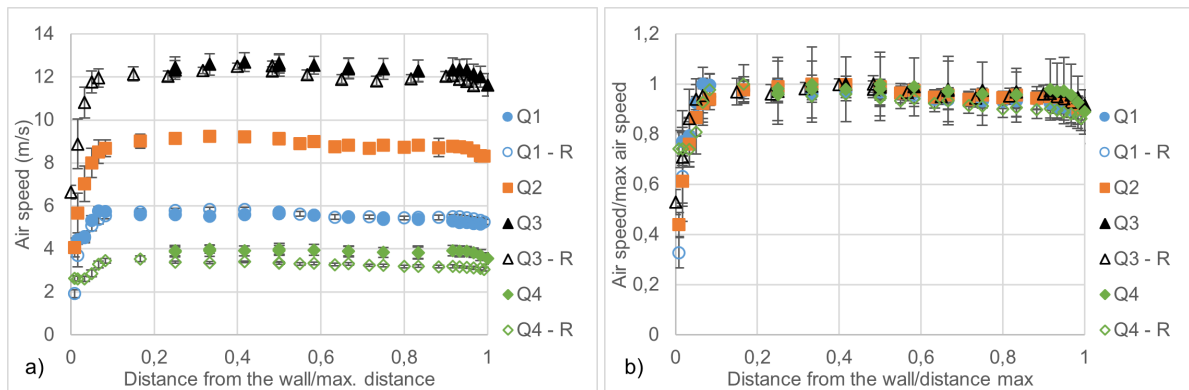 14
12
10
8
6
4
2
0
Air speed (m/s)
0
0,2
0,4
0,6
0,8
1
Distance from the wall/max. distance
a)
Q1
Q1 - R
Q2
Q3
Q3 - R
Q4
Q4 - R
1,2
1
0,8
0,6
0,4
0,2
0
Air speed/max air speed
0
0,2
0,4
0,6
0,8
1
Distance from the wall/distance max
b)
Q1
Q1 - R
Q2
Q3
Q3 - R
Q4
Q4 - R